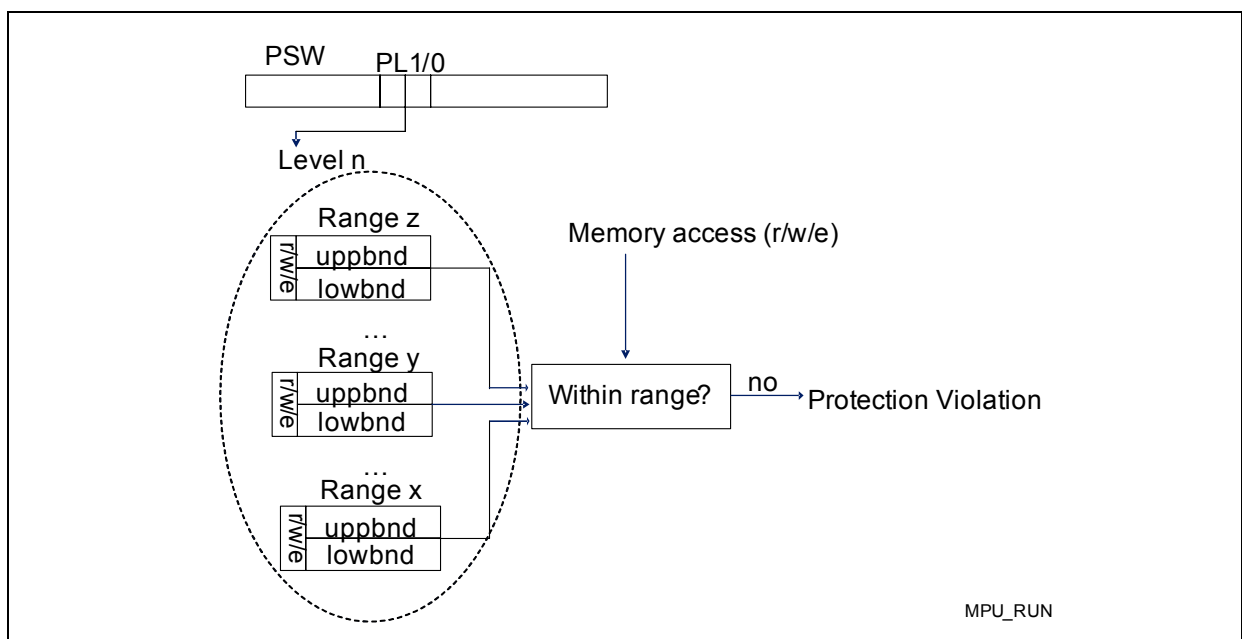 PSW PL1/0
Level n
Range z
r/w/e
uppbnd
lowbnd
...
Range y
r/w/e
uppbnd
lowbnd
...
Range x
r/w/e
uppbnd
lowbnd
Memory access (r/w/e)
Within range?
no
Protection Violation
MPU_RUN